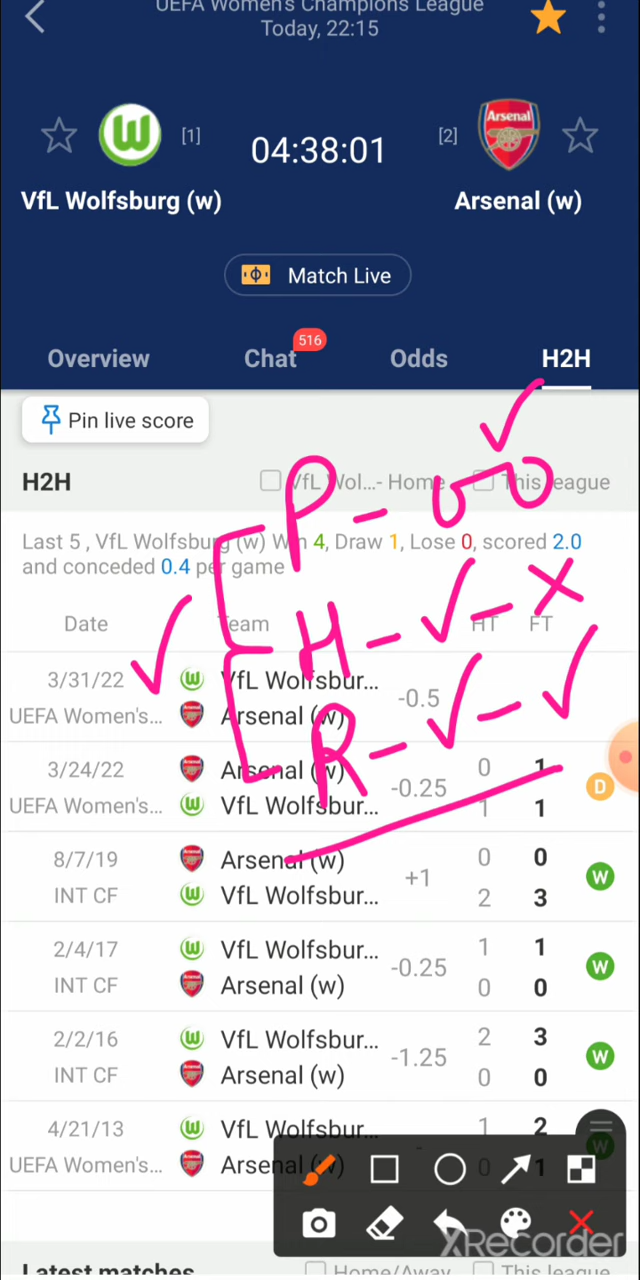 UEFA Women's Champions League
Today, 22:15
[1] 04:38:01 [2] Arsenal
VfL Wolfsburg (w) Arsenal (w)
Match Live
516
Overview Chat Odds H2H
Pin live score
H2H VfL Wol...- Home This league
P - 00
Last 5 , VfL Wolfsburg (w) Win 4, Draw 1, Lose 0, scored 2.0
and conceded 0.4 per game
Date Team HT FT
H - ✓ - X
3/31/22 VfL Wolfsbur...
-0.5
UEFA Women's... Arsenal (w)
R - ✓ - ✓
3/24/22 Arsenal (w) 0 1
-0.25 D
UEFA Women's... VfL Wolfsbur... 1 1
8/7/19 Arsenal (w) 0 0
+1 W
INT CF VfL Wolfsbur... 2 3
2/4/17 VfL Wolfsbur... 1 1
-0.25 W
INT CF Arsenal (w) 0 0
2/2/16 VfL Wolfsbur... 2 3
-1.25 W
INT CF Arsenal (w) 0 0
4/21/13 VfL Wolfsbur... 1 2
- W
UEFA Women's... Arsenal (w) 0 1
XRecorder
Latest matches Home/Away This league